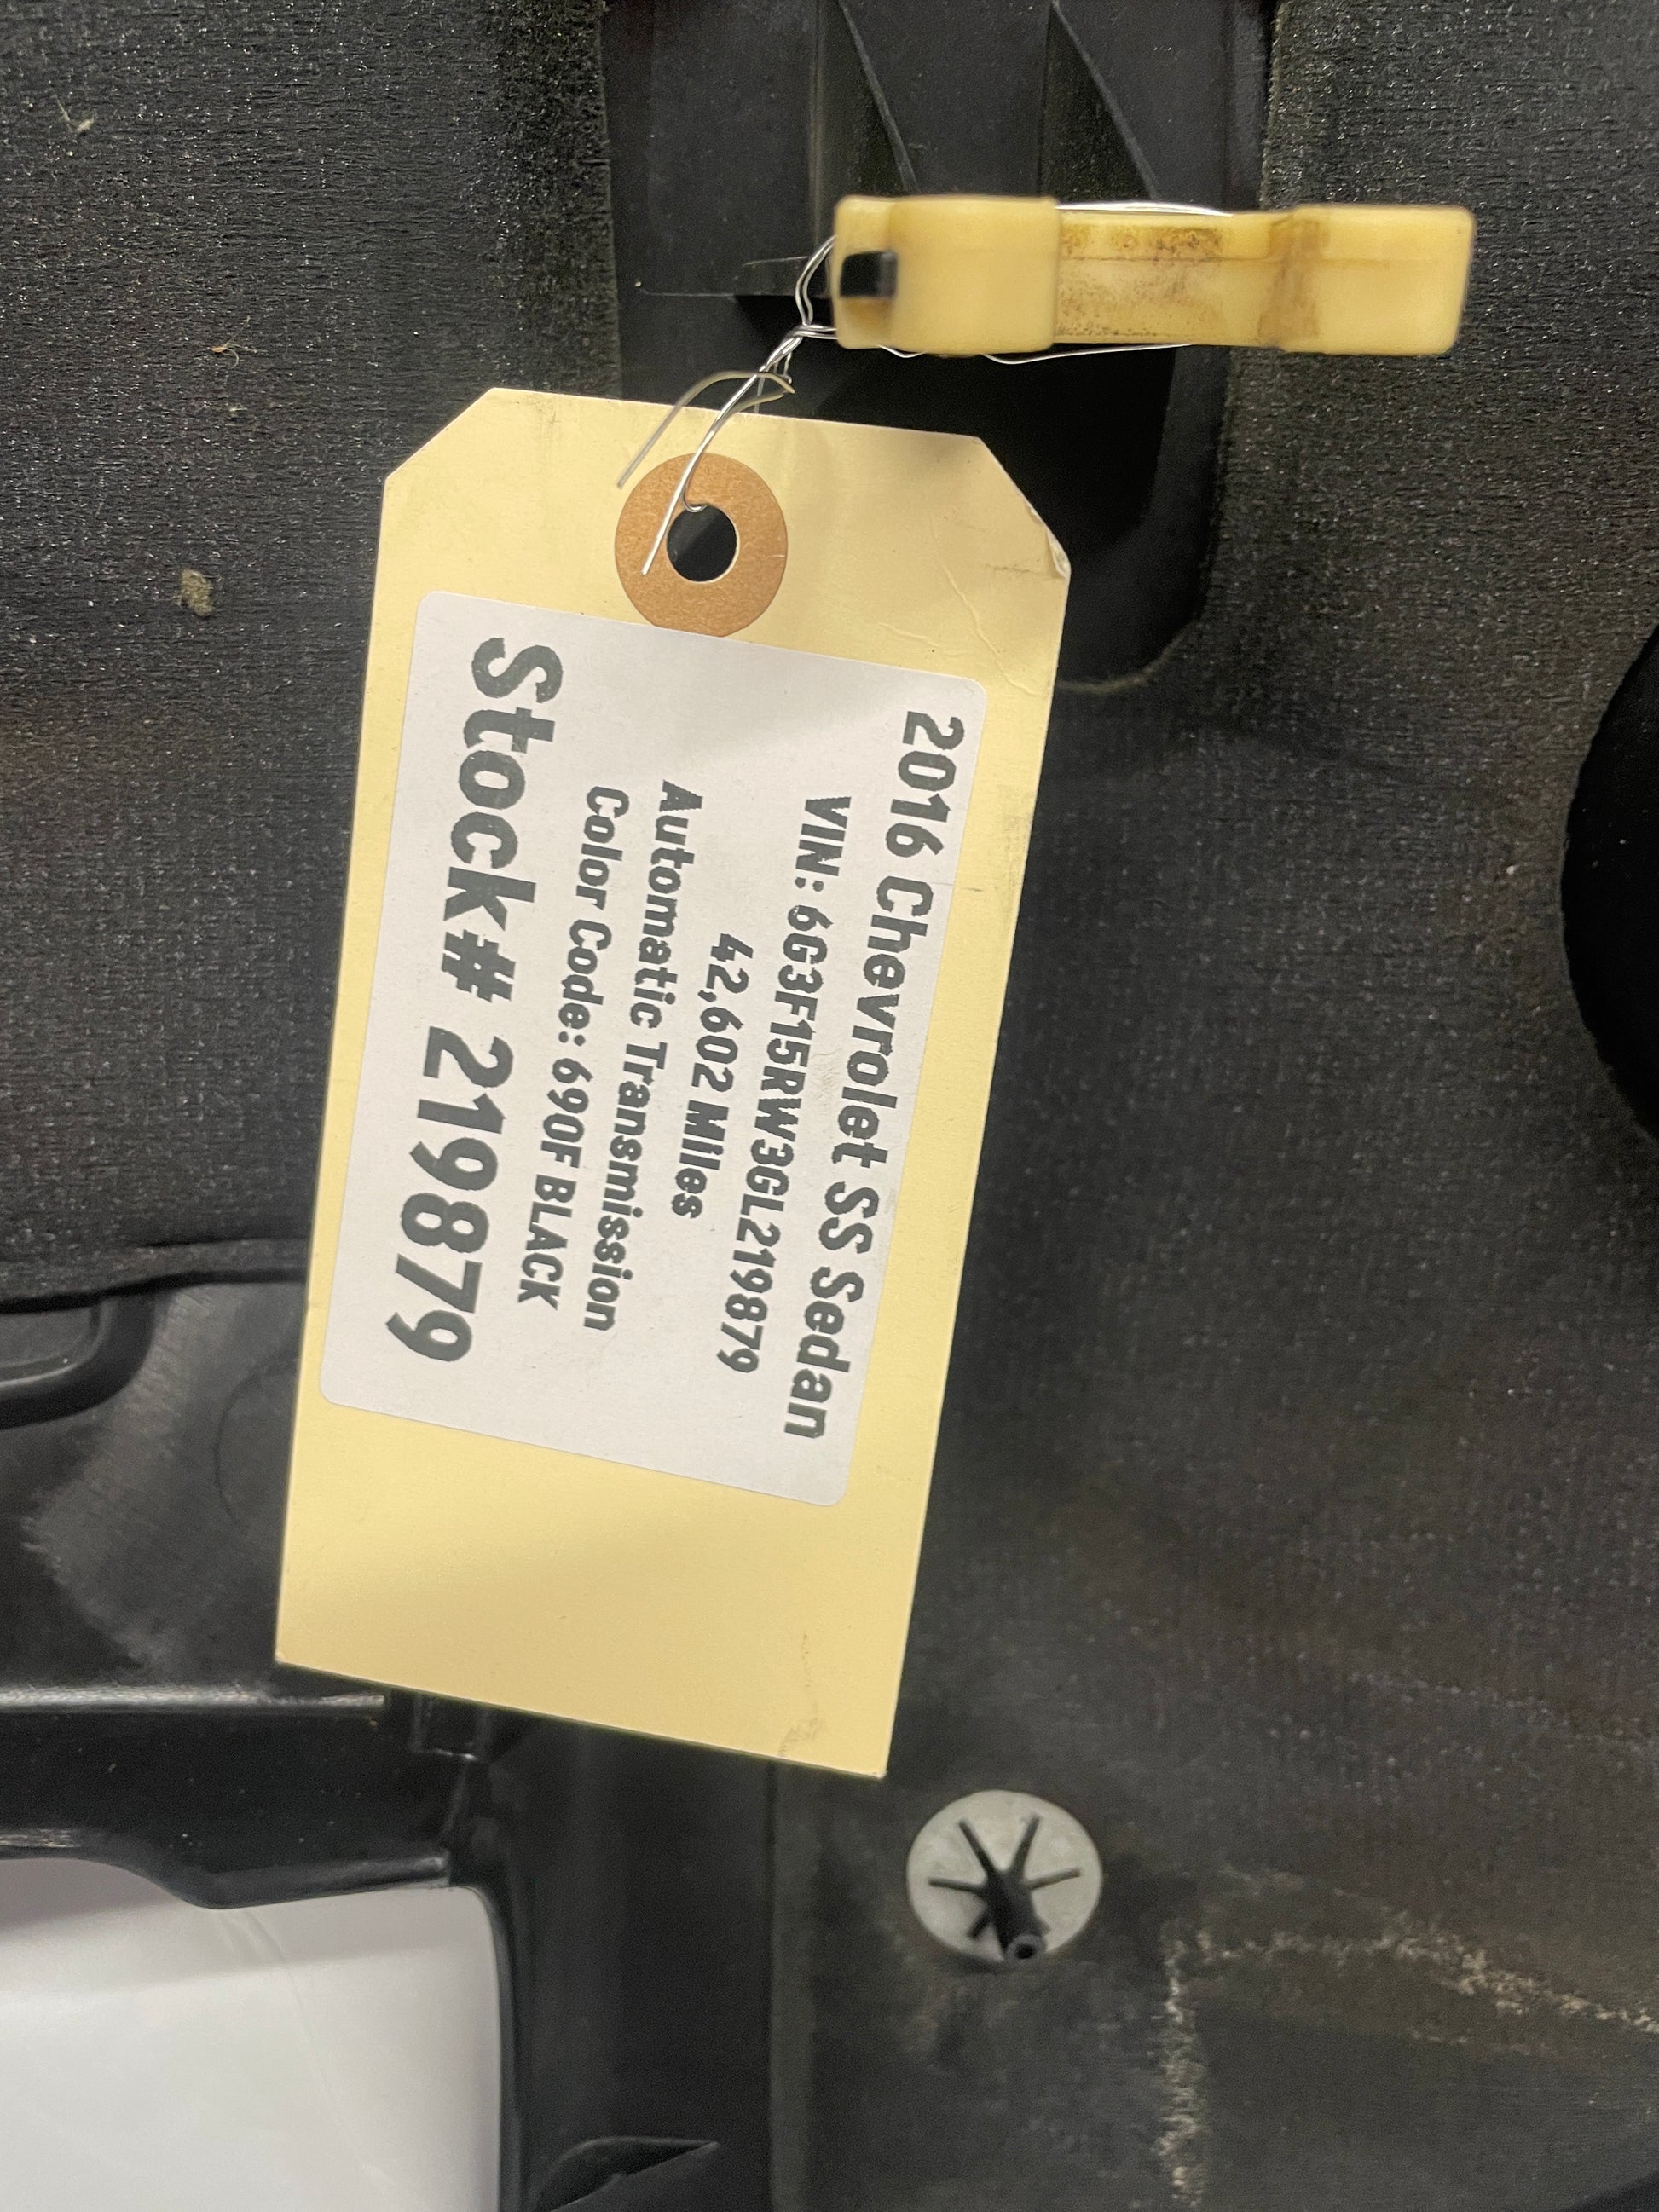 2016 Chevrolet SS Sedan
VIN: 6G3F15RW3GL219879
42,602 Miles
Automatic Transmission
Color Code: 690F BLACK
Stock# 219879